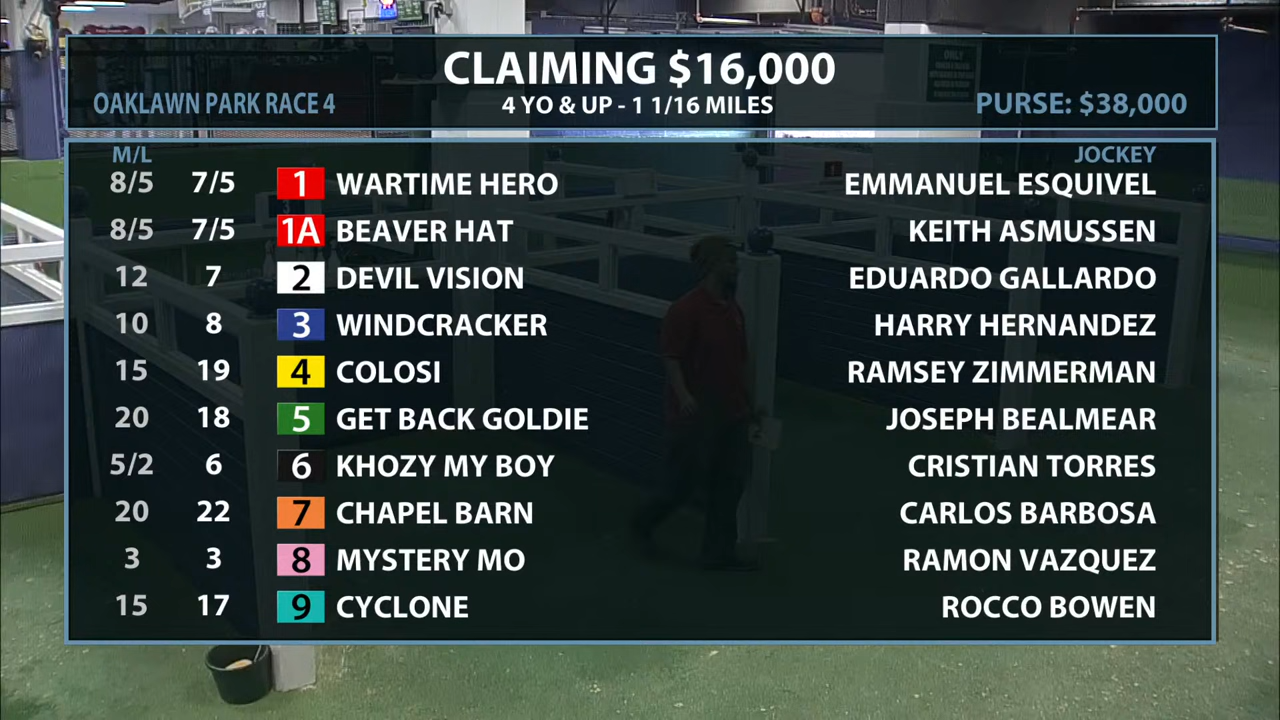 CLAIMING $16,000
OAKLAWN PARK RACE 4 4 YO & UP - 1 1/16 MILES PURSE: $38,000
M/L JOCKEY
8/5 7/5 1 WARTIME HERO EMMANUEL ESQUIVEL
8/5 7/5 1A BEAVER HAT KEITH ASMUSSEN
12 7 2 DEVIL VISION EDUARDO GALLARDO
10 8 3 WINDCRACKER HARRY HERNANDEZ
15 19 4 COLOSI RAMSEY ZIMMERMAN
20 18 5 GET BACK GOLDIE JOSEPH BEALMEAR
5/2 6 6 KHOZY MY BOY CRISTIAN TORRES
20 22 7 CHAPEL BARN CARLOS BARBOSA
3 3 8 MYSTERY MO RAMON VAZQUEZ
15 17 9 CYCLONE ROCCO BOWEN